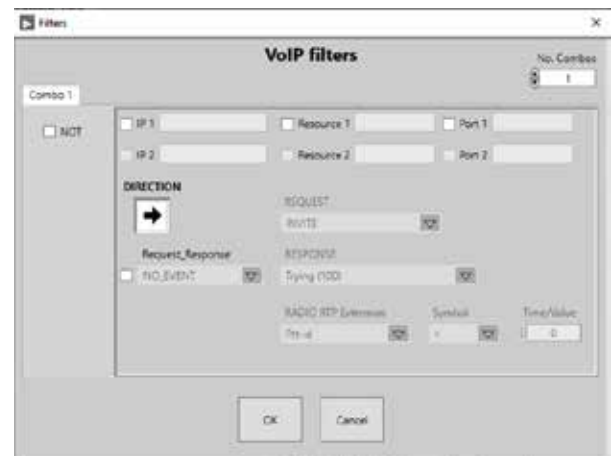 Filters
VoIP filters
No. Combos
1
Combo 1
NOT
IP 1
Resource 1
Port 1
IP 2
Resource 2
Port 2
DIRECTION
REQUEST
INVITE
Request_Response
RESPONSE
NO_EVENT
Trying (100)
RADIO RTP Extension
Symbol
Time/Value
0
OK
Cancel